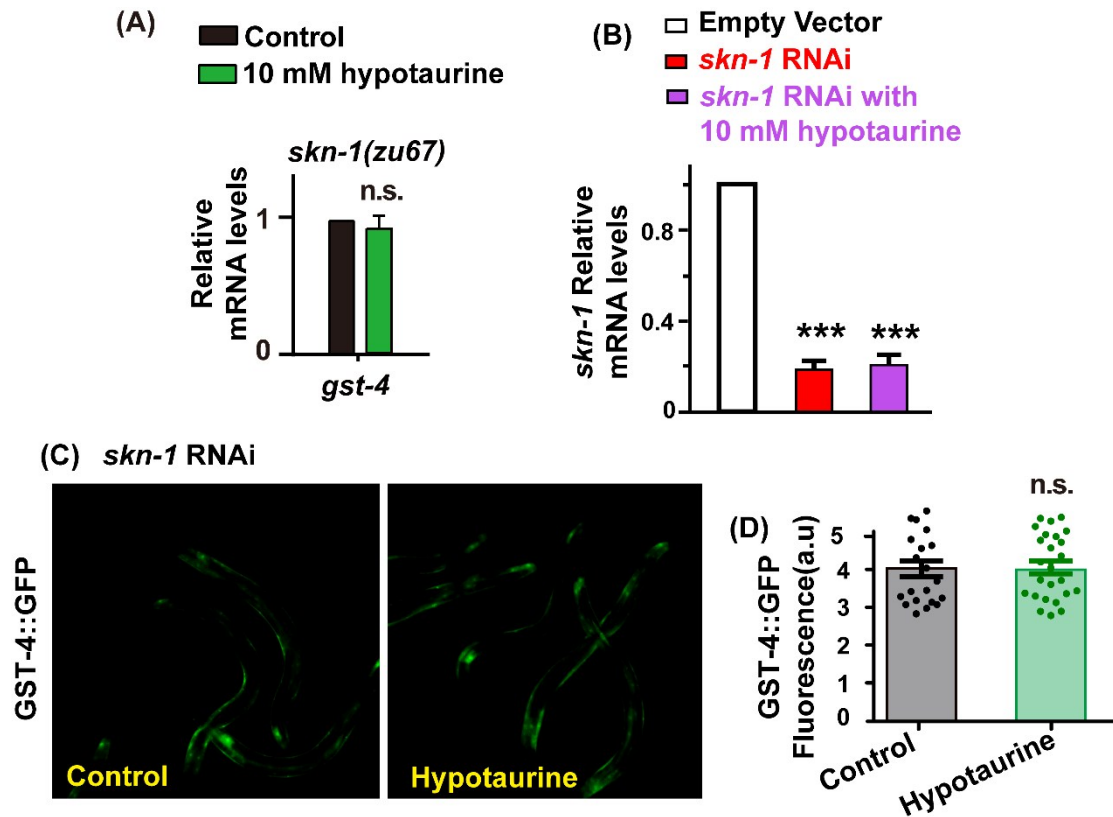 (A)
Control
10 mM hypotaurine
skn-1(zu67)
n.s.
Relative
mRNA levels
1
0
gst-4
(B)
Empty Vector
skn-1 RNAi
skn-1 RNAi with
10 mM hypotaurine
skn-1 Relative
mRNA levels
0.8
0.4
0
***
***
(C) skn-1 RNAi
GST-4::GFP
Control
Hypotaurine
(D)
n.s.
GST-4::GFP
Fluorescence(a.u)
5
4
3
2
1
0
Control
Hypotaurine